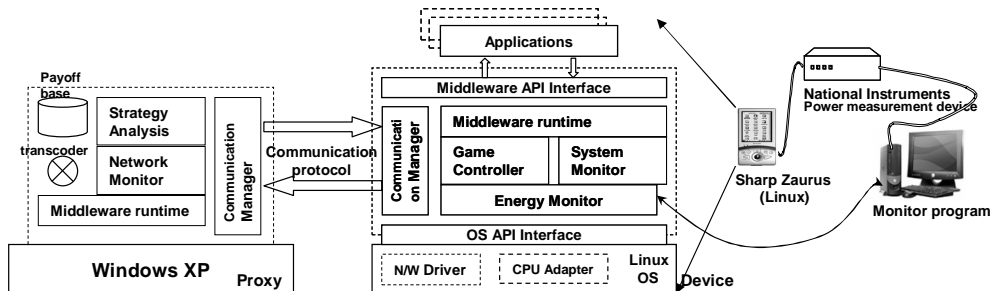 Payoff
base
Strategy
Analysis
transcoder
Network
Monitor
Middleware runtime
Communication
Manager
Windows XP
Proxy
Communication
protocol
Applications
Middleware API Interface
Communicati
on Manager
Middleware runtime
Game
Controller
System
Monitor
Energy Monitor
OS API Interface
N/W Driver
CPU Adapter
Linux
OS
Device
Sharp Zaurus
(Linux)
National Instruments
Power measurement device
Monitor program